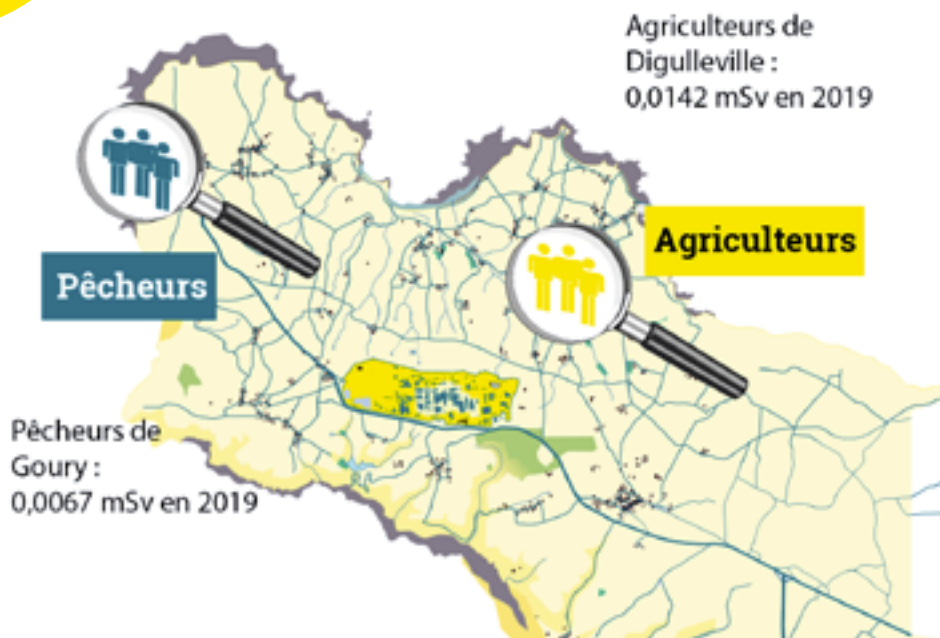 Agriculteurs de
Digulleville :
0,0142 mSv en 2019
Agriculteurs
Pêcheurs
Pêcheurs de
Goury :
0,0067 mSv en 2019